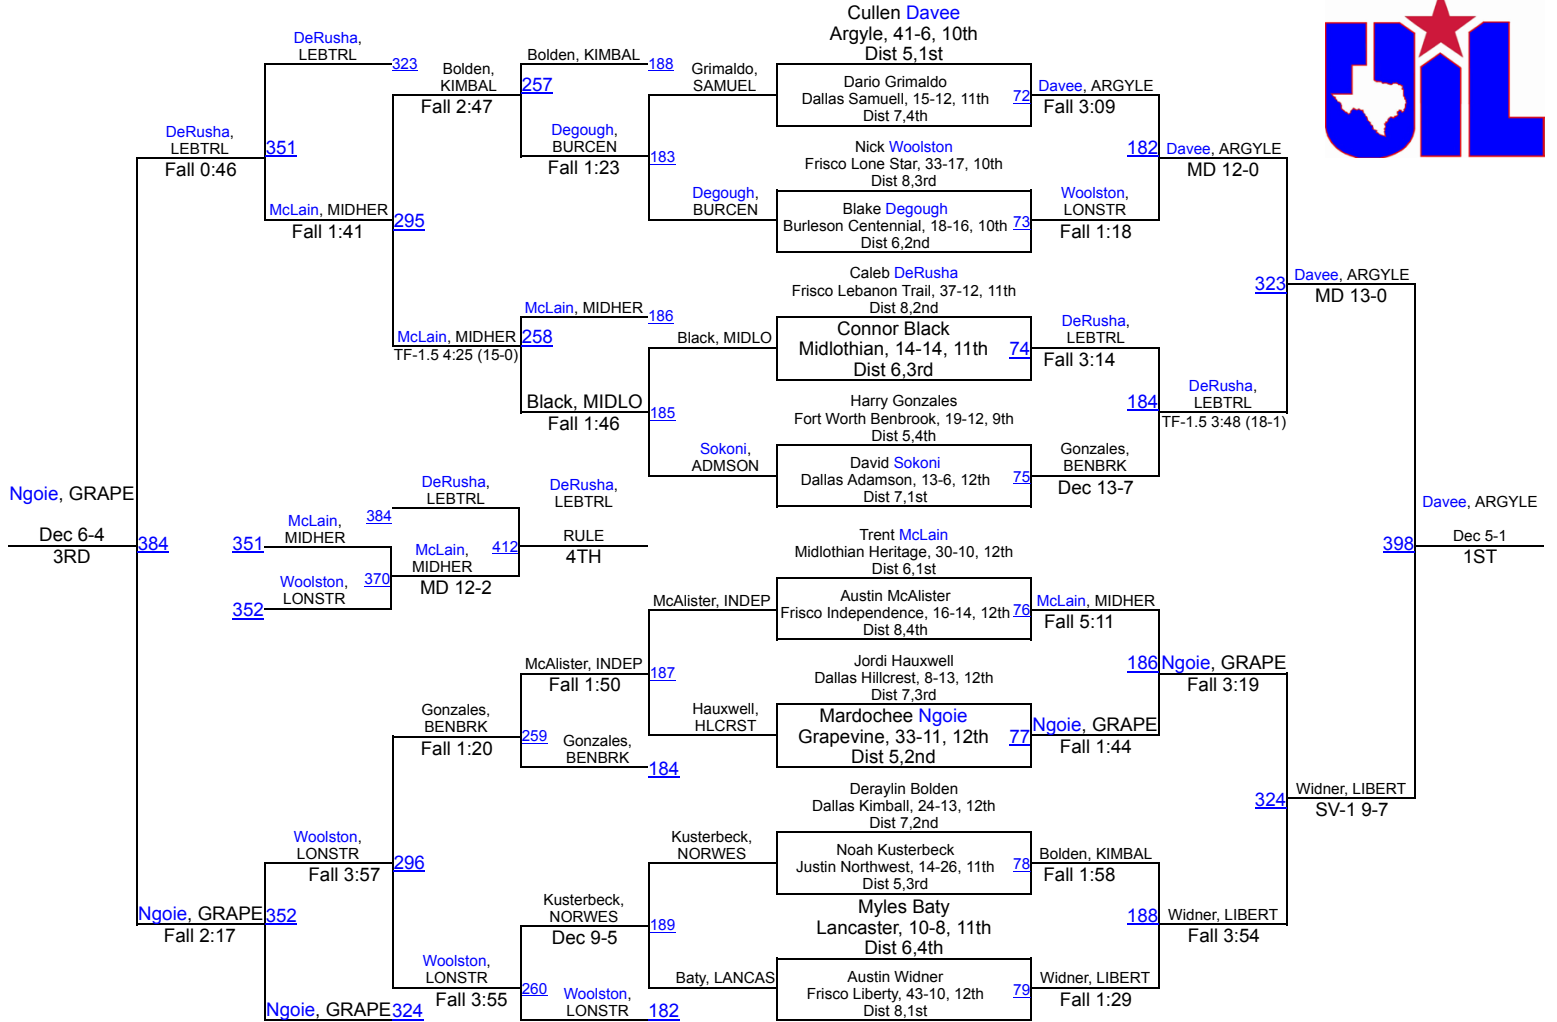 Cullen Davee
Argyle, 41-6, 10th
Dist 5,1st
UIL
DeRusha,
LEBTRL
323
Bolden,
KIMBAL
Fall 2:47
Bolden, KIMBAL
188
257
Grimaldo,
SAMUEL
Dario Grimaldo
Dallas Samuell, 15-12, 11th
Dist 7,4th
72
Davee, ARGYLE
Fall 3:09
DeRusha,
LEBTRL
Fall 0:46
351
Degough,
BURCEN
Fall 1:23
183
Nick Woolston
Frisco Lone Star, 33-17, 10th
Dist 8,3rd
182
Davee, ARGYLE
MD 12-0
McLain, MIDHER
Fall 1:41
295
Degough,
BURCEN
Blake Degough
Burleson Centennial, 18-16, 10th
Dist 6,2nd
73
Woolston,
LONSTR
Fall 1:18
Caleb DeRusha
Frisco Lebanon Trail, 37-12, 11th
Dist 8,2nd
323
Davee, ARGYLE
MD 13-0
McLain, MIDHER
186
McLain, MIDHER
TF-1.5 4:25 (15-0)
258
Black, MIDLO
Connor Black
Midlothian, 14-14, 11th
Dist 6,3rd
74
DeRusha,
LEBTRL
Fall 3:14
Black, MIDLO
Fall 1:46
185
Harry Gonzales
Fort Worth Benbrook, 19-12, 9th
Dist 5,4th
184
DeRusha,
LEBTRL
TF-1.5 3:48 (18-1)
Sokoni,
ADMSON
David Sokoni
Dallas Adamson, 13-6, 12th
Dist 7,1st
75
Gonzales,
BENBRK
Dec 13-7
Ngoie, GRAPE
Dec 6-4
3RD
384
DeRusha,
LEBTRL
384
DeRusha,
LEBTRL
RULE
4TH
412
351
McLain,
MIDHER
McLain,
MIDHER
MD 12-2
370
352
Woolston,
LONSTR
Trent McLain
Midlothian Heritage, 30-10, 12th
Dist 6,1st
398
Davee, ARGYLE
Dec 5-1
1ST
McAlister, INDEP
Austin McAlister
Frisco Independence, 16-14, 12th
Dist 8,4th
76
McLain, MIDHER
Fall 5:11
McAlister, INDEP
Fall 1:50
187
Jordi Hauxwell
Dallas Hillcrest, 8-13, 12th
Dist 7,3rd
186
Ngoie, GRAPE
Fall 3:19
Gonzales,
BENBRK
Fall 1:20
259
Gonzales,
BENBRK
184
Hauxwell,
HLCRST
Mardochee Ngoie
Grapevine, 33-11, 12th
Dist 5,2nd
77
Ngoie, GRAPE
Fall 1:44
Deraylin Bolden
Dallas Kimball, 24-13, 12th
Dist 7,2nd
324
Widner, LIBERT
SV-1 9-7
Woolston,
LONSTR
Fall 3:57
296
Kusterbeck,
NORWES
Noah Kusterbeck
Justin Northwest, 14-26, 11th
Dist 5,3rd
78
Bolden, KIMBAL
Fall 1:58
Ngoie, GRAPE
Fall 2:17
352
Kusterbeck,
NORWES
Dec 9-5
189
Myles Baty
Lancaster, 10-8, 11th
Dist 6,4th
188
Widner, LIBERT
Fall 3:54
Woolston,
LONSTR
Fall 3:55
260
Woolston,
LONSTR
182
Baty, LANCAS
Austin Widner
Frisco Liberty, 43-10, 12th
Dist 8,1st
79
Widner, LIBERT
Fall 1:29
Ngoie, GRAPE
324